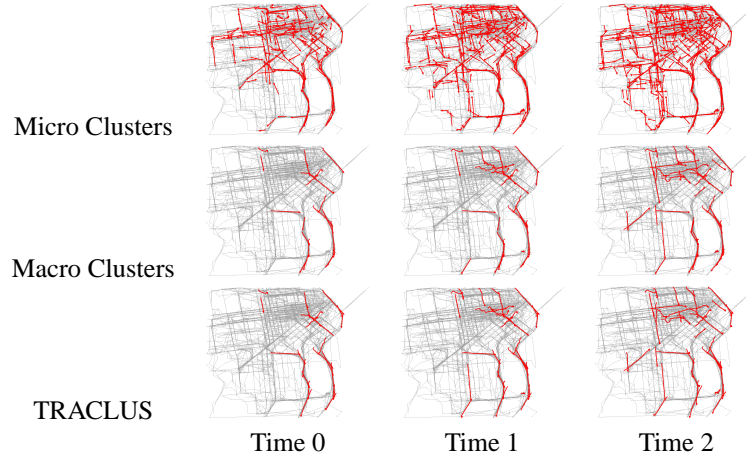 Micro Clusters
Macro Clusters
TRACLUS
Time 0
Time 1
Time 2